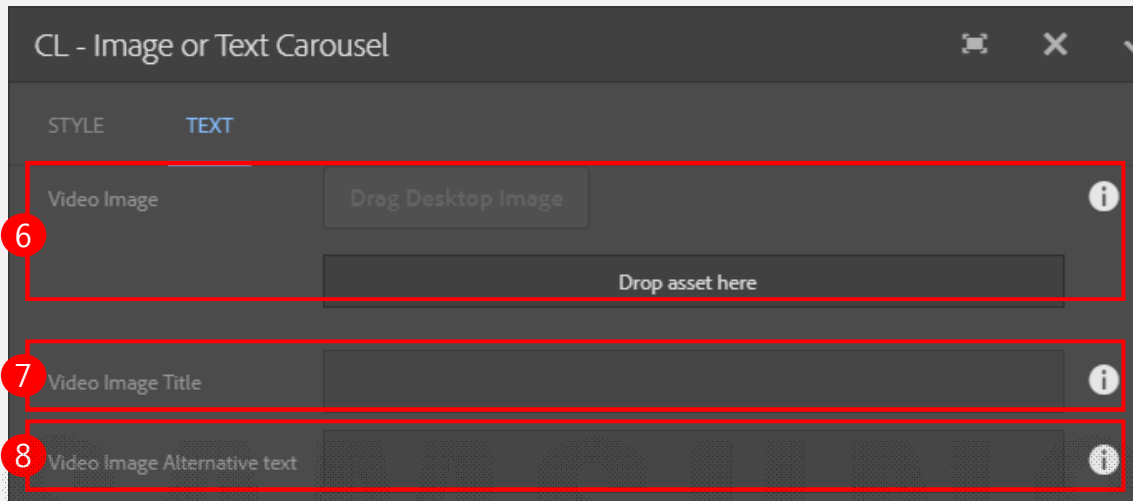 CL - Image or Text Carousel
STYLE TEXT
Video Image Drag Desktop Image
6
Drop asset here
7 Video Image Title
8 Video Image Alternative text